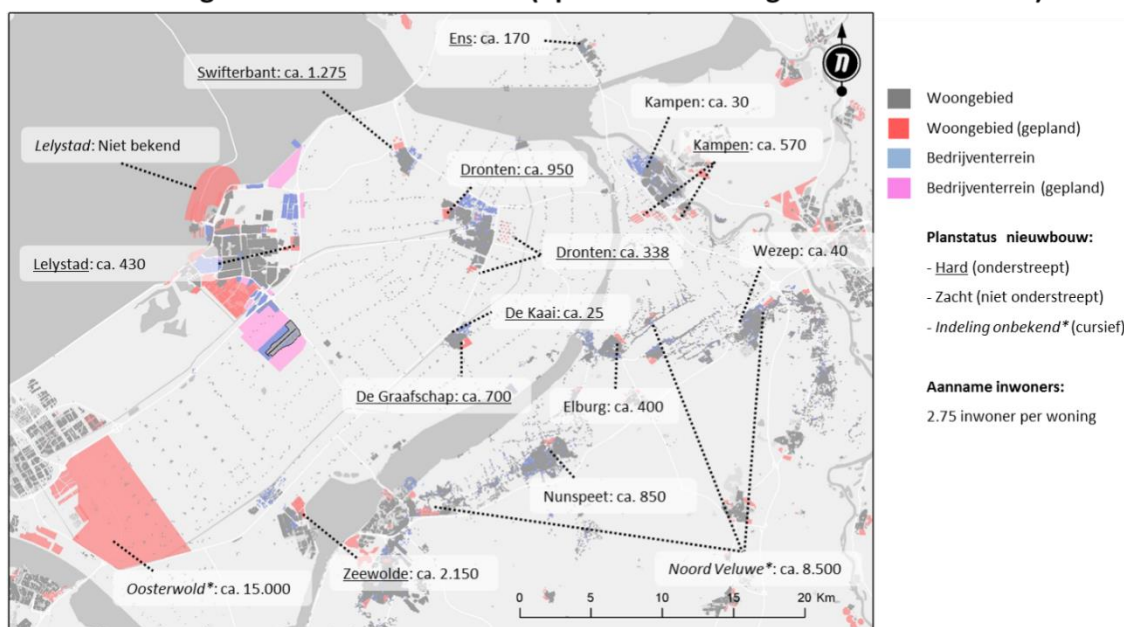 Ens: ca. 170
Swifterbant: ca. 1.275
Kampen: ca. 30
Lelystad: Niet bekend
Kampen: ca. 570
Dronten: ca. 950
Lelystad: ca. 430
Dronten: ca. 338
Wezep: ca. 40
De Kaai: ca. 25
De Graafschap: ca. 700
Elburg: ca. 400
Nunspeet: ca. 850
Oosterwold*: ca. 15.000
Zeewolde: ca. 2.150
Noord Veluwe*: ca. 8.500
0 5 10 15 20 Km
n
Woongebied
Woongebied (gepland)
Bedrijventerrein
Bedrijventerrein (gepland)
Planstatus nieuwbouw:
- Hard (onderstreept)
- Zacht (niet onderstreept)
- Indeling onbekend* (cursief)
Aanname inwoners:
2.75 inwoner per woning